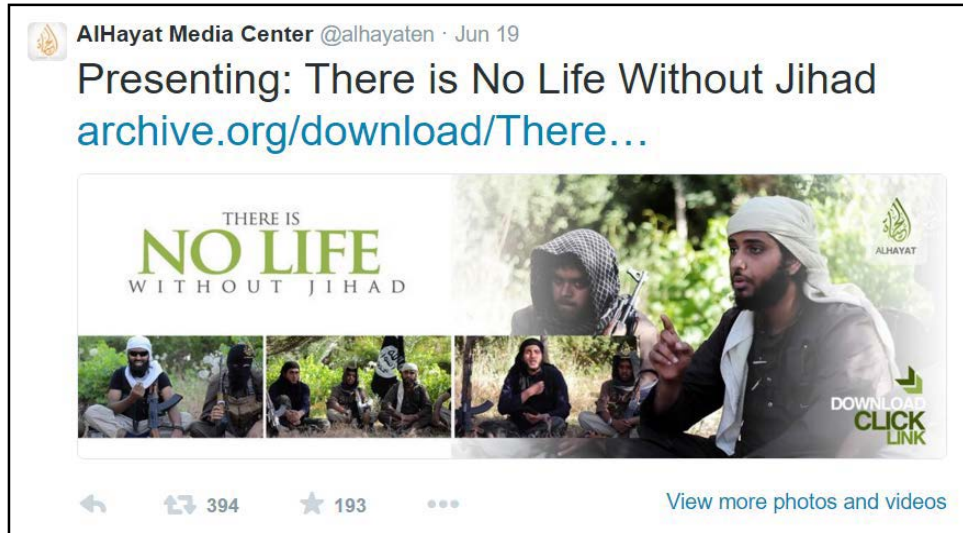 AlHayat Media Center @alhayaten · Jun 19
Presenting: There is No Life Without Jihad
archive.org/download/There…
THERE IS
NO LIFE
WITHOUT JIHAD
ALHAYAT
DOWNLOAD
CLICK
LINK
394
193
View more photos and videos